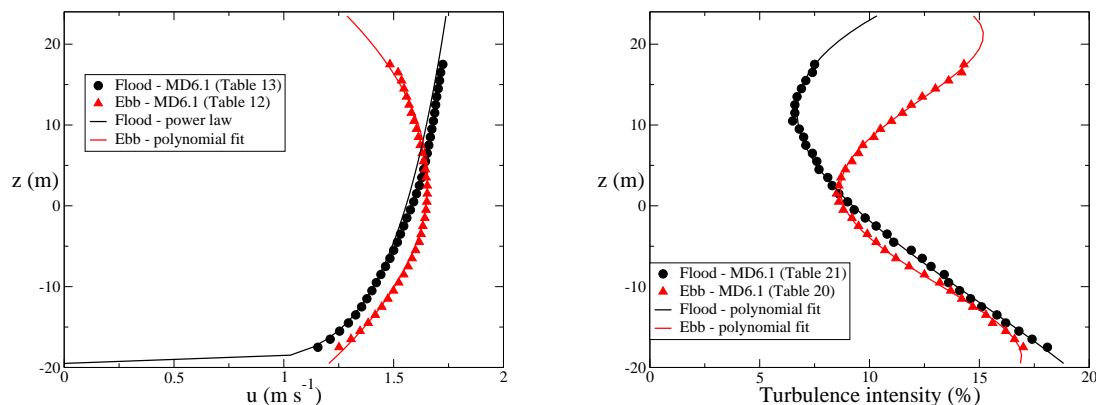 20
10
0
-10
-20
z (m)
Flood - MD6.1 (Table 13)
Ebb - MD6.1 (Table 12)
Flood - power law
Ebb - polynomial fit
0 0.5 1 1.5 2
u (m s⁻¹)
20
10
0
-10
-20
z (m)
Flood - MD6.1 (Table 21)
Ebb - MD6.1 (Table 20)
Flood - polynomial fit
Ebb - polynomial fit
0 5 10 15 20
Turbulence intensity (%)